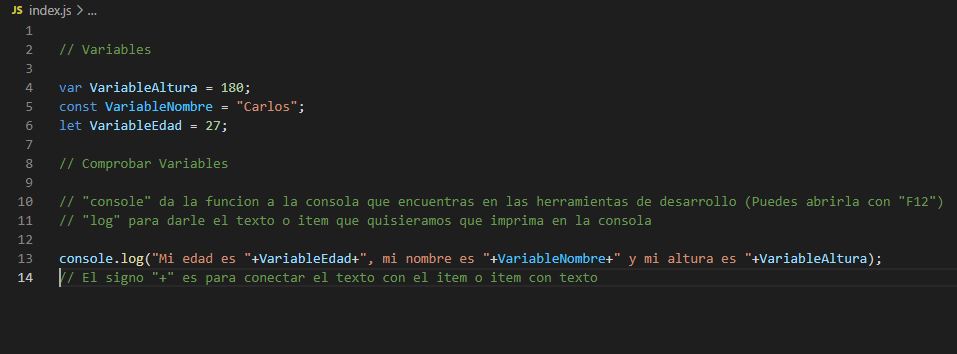 JS index.js > ...
1
2 // Variables
3
4 var VariableAltura = 180;
5 const VariableNombre = "Carlos";
6 let VariableEdad = 27;
7
8 // Comprobar Variables
9
10 // "console" da la funcion a la consola que encuentras en las herramientas de desarrollo (Puedes abrirla con "F12")
11 // "log" para darle el texto o item que quisieramos que imprima en la consola
12
13 console.log("Mi edad es "+VariableEdad+", mi nombre es "+VariableNombre+" y mi altura es "+VariableAltura);
14 // El signo "+" es para conectar el texto con el item o item con texto